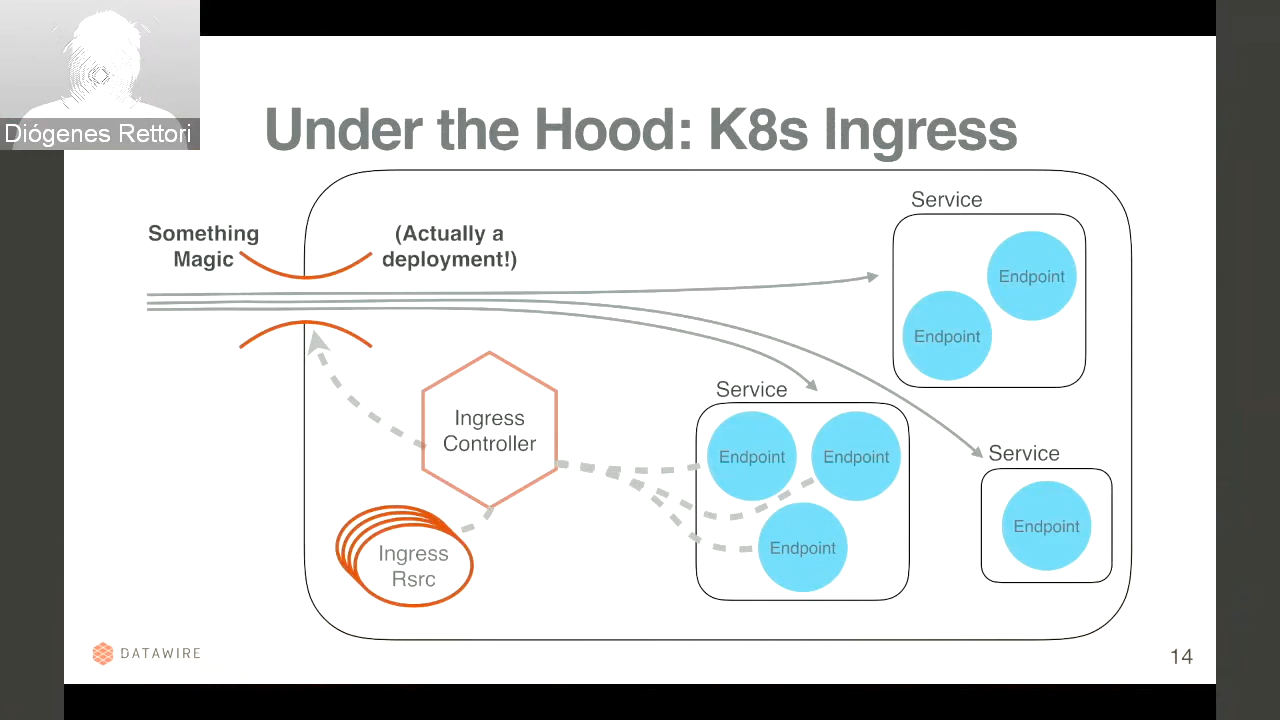 Diógenes Rettori
Under the Hood: K8s Ingress
Something
Magic
(Actually a
deployment!)
Service
Endpoint
Endpoint
Ingress
Controller
Service
Endpoint
Endpoint
Endpoint
Service
Endpoint
Ingress
Rsrc
DATAWIRE
14